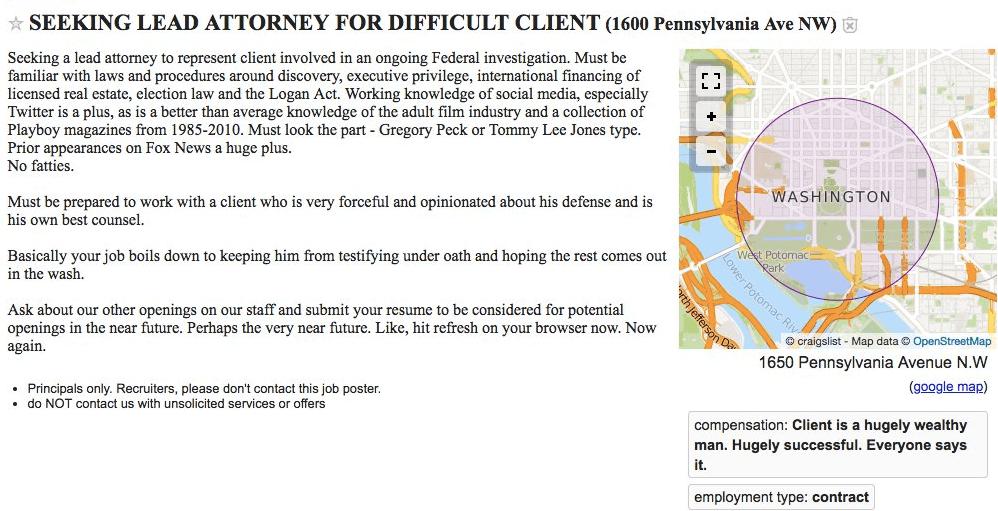 SEEKING LEAD ATTORNEY FOR DIFFICULT CLIENT (1600 Pennsylvania Ave NW)
Seeking a lead attorney to represent client involved in an ongoing Federal investigation. Must be
familiar with laws and procedures around discovery, executive privilege, international financing of
licensed real estate, election law and the Logan Act. Working knowledge of social media, especially
Twitter is a plus, as is a better than average knowledge of the adult film industry and a collection of
Playboy magazines from 1985-2010. Must look the part - Gregory Peck or Tommy Lee Jones type.
Prior appearances on Fox News a huge plus.
No fatties.
Must be prepared to work with a client who is very forceful and opinionated about his defense and is
his own best counsel.
Basically your job boils down to keeping him from testifying under oath and hoping the rest comes out
in the wash.
Ask about our other openings on our staff and submit your resume to be considered for potential
openings in the near future. Perhaps the very near future. Like, hit refresh on your browser now. Now
again.
• Principals only. Recruiters, please don't contact this job poster.
• do NOT contact us with unsolicited services or offers
+
−
WASHINGTON
West Potomac
Park
Lower Potomac Riv
rth Jefferson Da
© craigslist - Map data © OpenStreetMap
1650 Pennsylvania Avenue N.W
(google map)
compensation: Client is a hugely wealthy
man. Hugely successful. Everyone says
it.
employment type: contract